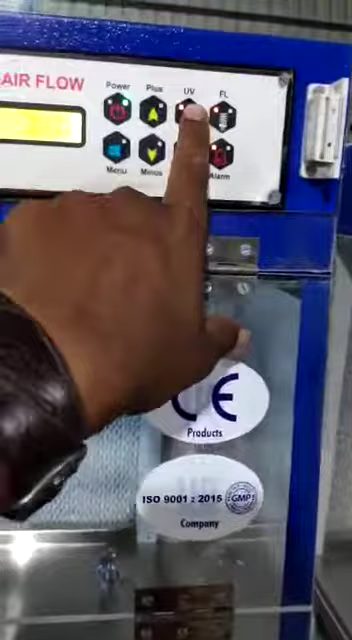 AIR FLOW
Power Plus UV FL
Menu Minus Alarm
CE
Products
ISO 9001 : 2015 GMP
Company